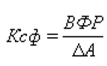 Ксф = ВФР / ΔА